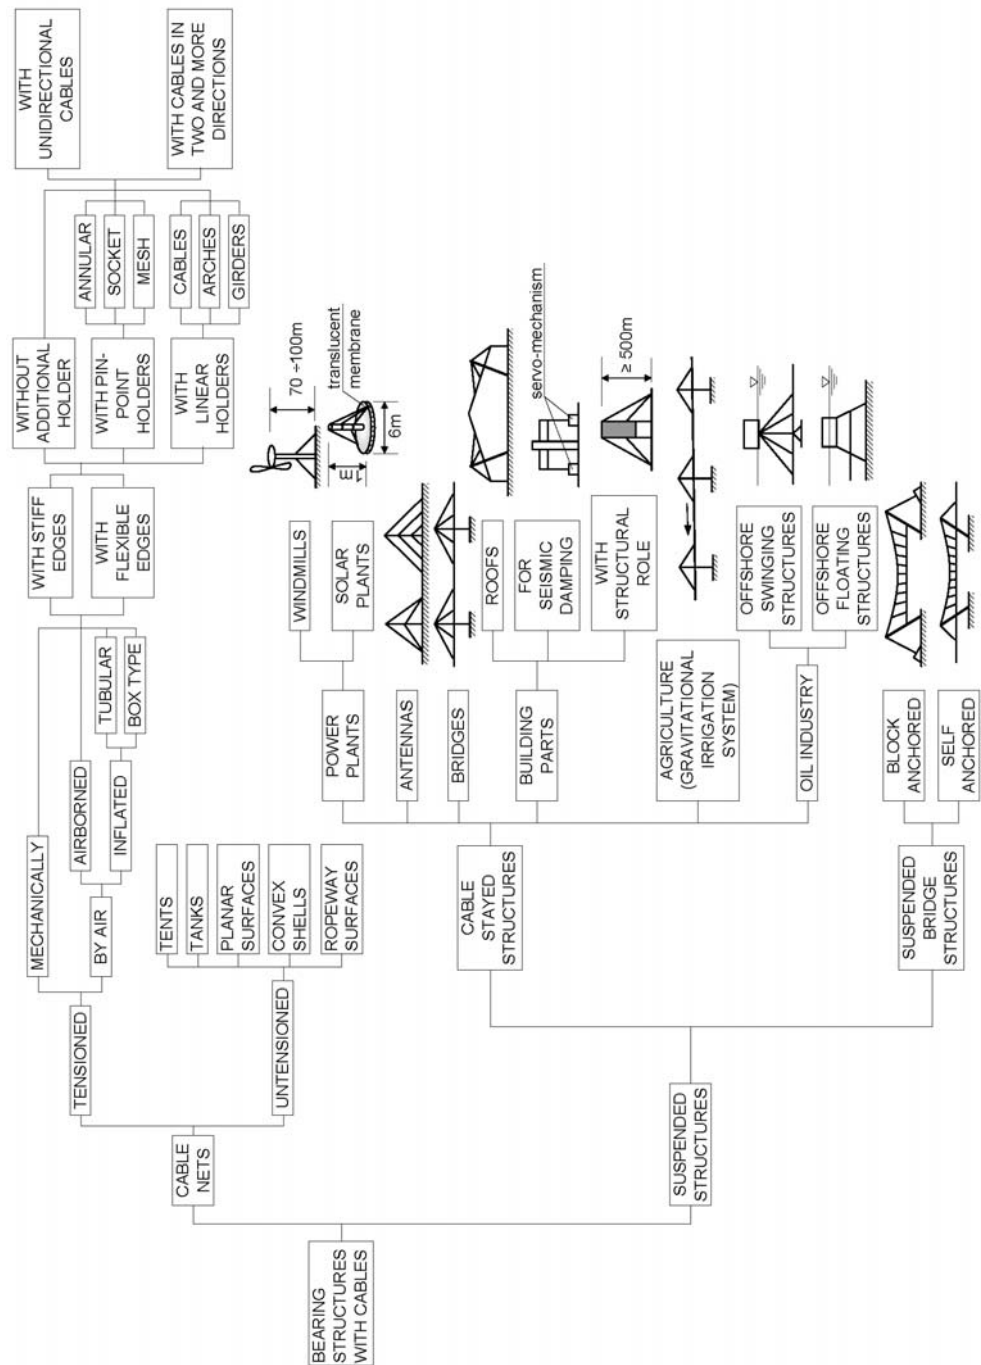 BEARING
STRUCTURES
WITH CABLES
CABLE
NETS
SUSPENDED
STRUCTURES
TENSIONED
UNTENSIONED
MECHANICALLY
BY AIR
AIRBORNED
INFLATED
TUBULAR
BOX TYPE
TENTS
TANKS
PLANAR
SURFACES
CONVEX
SHELLS
ROPEWAY
SURFACES
WITH STIFF
EDGES
WITH
FLEXIBLE
EDGES
WITHOUT
ADDITIONAL
HOLDER
WITH PIN-
POINT
HOLDERS
WITH
LINEAR
HOLDERS
ANNULAR
SOCKET
MESH
CABLES
ARCHES
GIRDERS
WITH
UNIDIRECTIONAL
CABLES
WITH CABLES IN
TWO AND MORE
DIRECTIONS
CABLE
STAYED
STRUCTURES
SUSPENDED
BRIDGE
STRUCTURES
POWER
PLANTS
ANTENNAS
BRIDGES
BUILDING
PARTS
AGRICULTURE
(GRAVITATIONAL
IRRIGATION
SYSTEM)
OIL INDUSTRY
BLOCK
ANCHORED
SELF
ANCHORED
WINDMILLS
SOLAR
PLANTS
ROOFS
FOR
SEISMIC
DAMPING
WITH
STRUCTURAL
ROLE
OFFSHORE
SWINGING
STRUCTURES
OFFSHORE
FLOATING
STRUCTURES
70 ÷100m
translucent
membrane
6m
servo-mechanism
≥ 500m